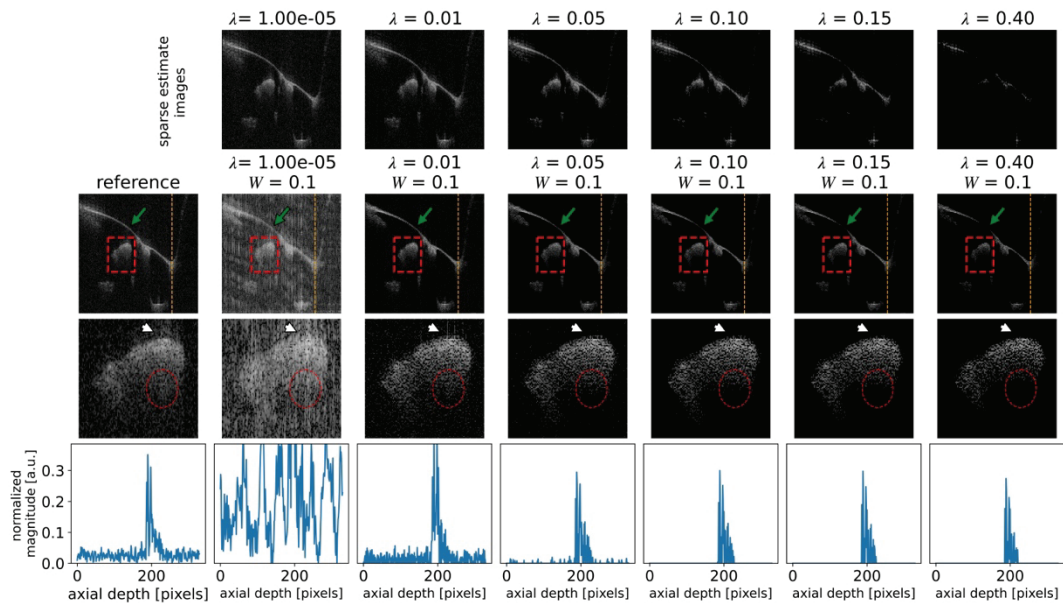 λ= 1.00e-05 λ = 0.01 λ = 0.05 λ = 0.10 λ = 0.15 λ = 0.40
sparse estimate
images
λ= 1.00e-05 λ = 0.01 λ = 0.05 λ = 0.10 λ = 0.15 λ = 0.40
reference W = 0.1 W = 0.1 W = 0.1 W = 0.1 W = 0.1 W = 0.1
normalized
magnitude [a.u.]
0.3
0.2
0.1
0.0
0 200 0 200 0 200 0 200 0 200 0 200 0 200
axial depth [pixels] axial depth [pixels] axial depth [pixels] axial depth [pixels] axial depth [pixels] axial depth [pixels] axial depth [pixels]